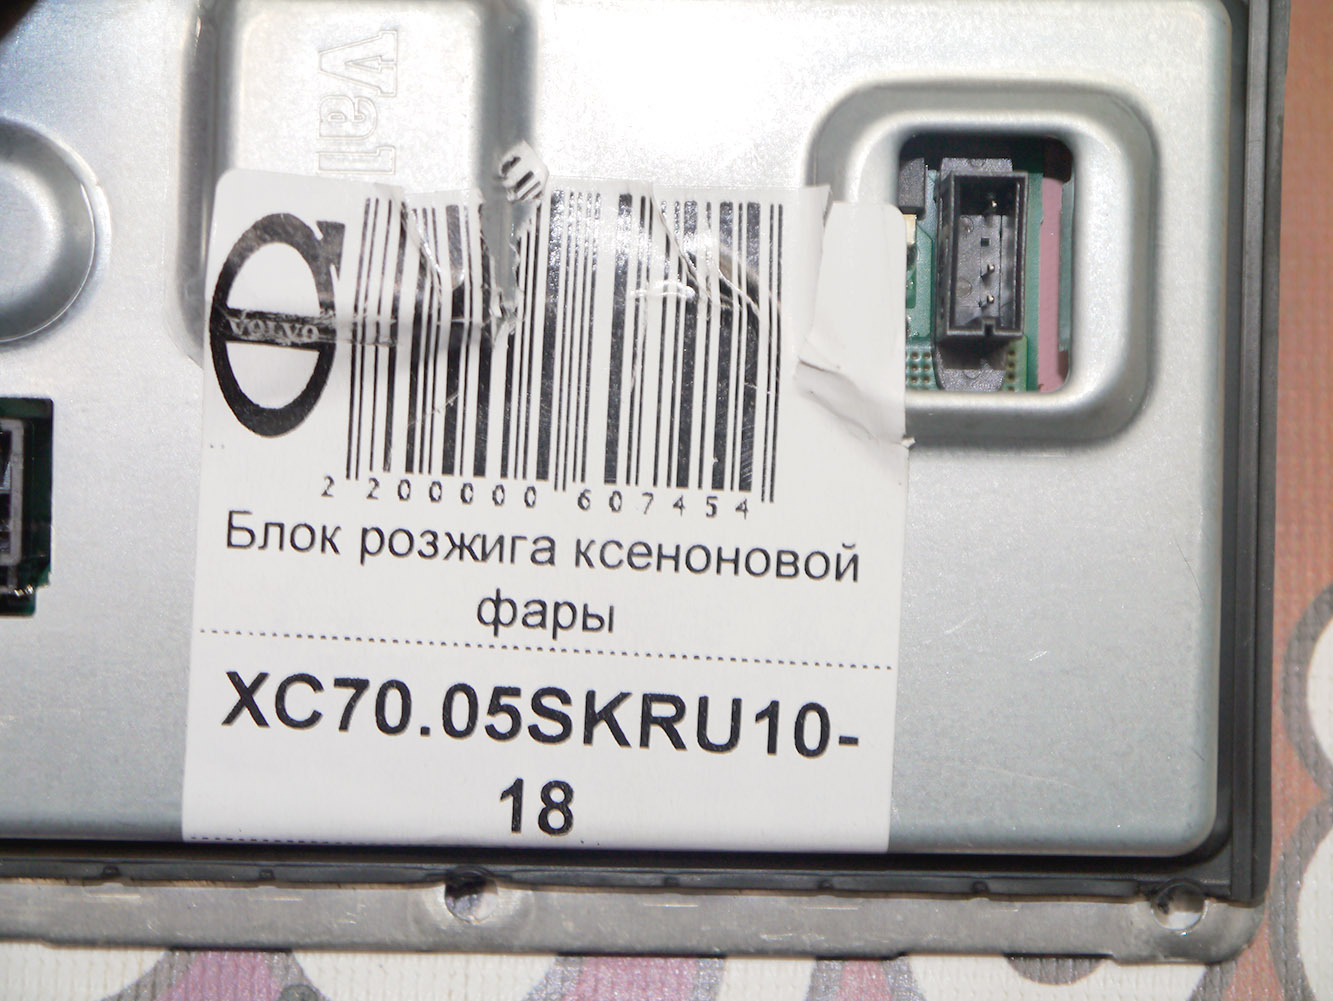 Val
VOLVO
2 200000 607454
Блок розжига ксеноновой
фары
XC70.05SKRU10-
18